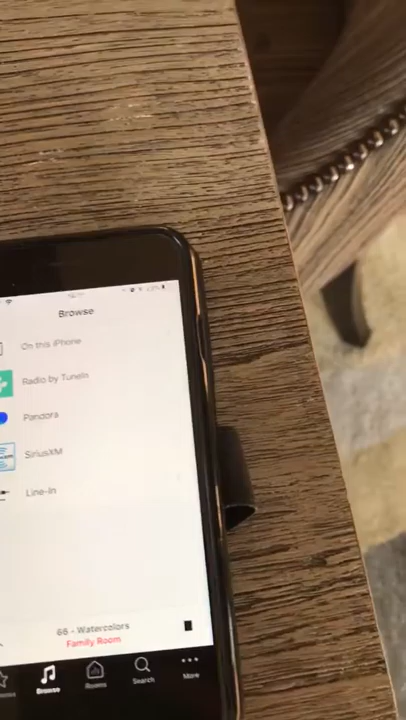 Browse
On this iPhone
Radio by TuneIn
Pandora
SiriusXM
Line-In
66 - Watercolors
Family Room
Browse
Rooms
Search
More